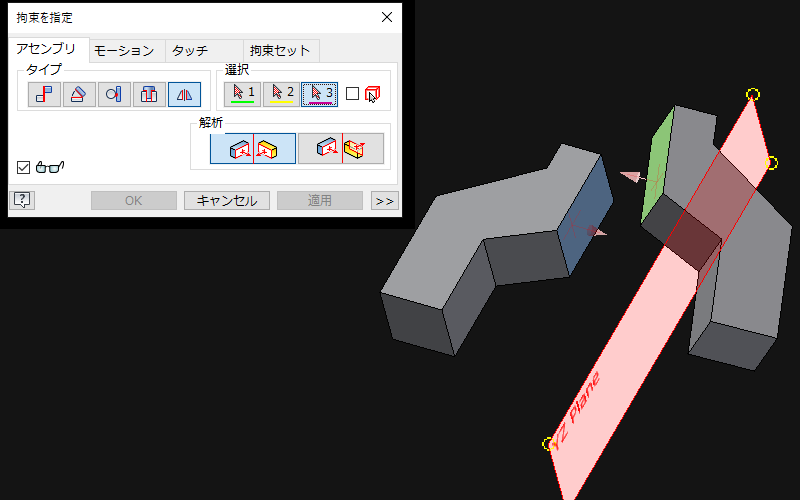 拘束を指定
アセンブリ モーション タッチ 拘束セット
タイプ
選択
1 2 3
解析
OK キャンセル 適用 >>
YZ Plane